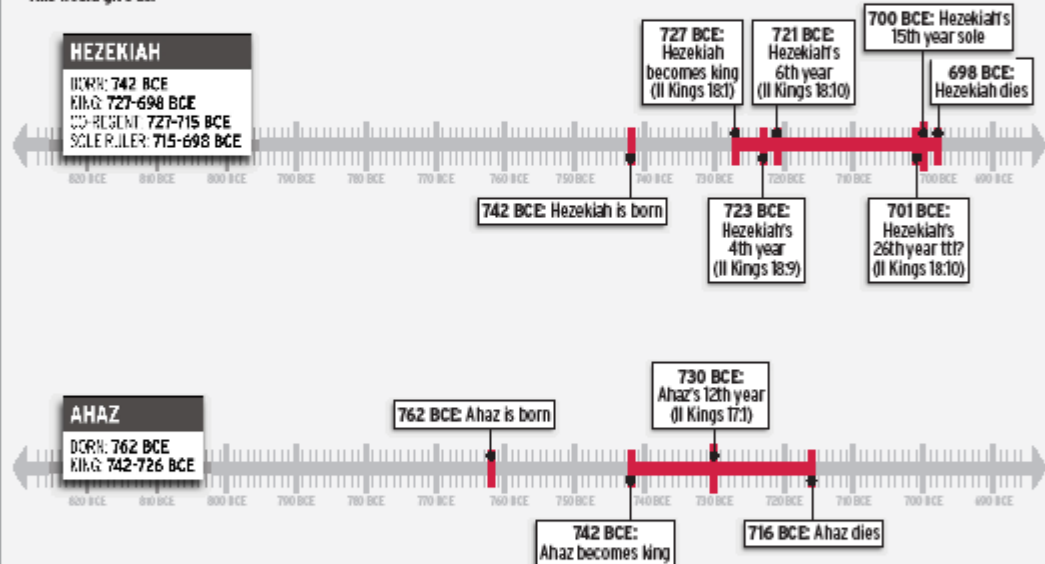 HEZEKIAH
BORN: 742 BCE
KING: 727-698 BCE
CO-REGENT: 727-715 BCE
SOLE RULER: 715-698 BCE
727 BCE:
Hezekiah
becomes king
(II Kings 18:1)
721 BCE:
Hezekiah's
6th year
(II Kings 18:10)
700 BCE: Hezekiah's
15th year sole
698 BCE:
Hezekiah dies
820 BCE 810 BCE 800 BCE 790 BCE 780 BCE 770 BCE 760 BCE 750 BCE 740 BCE 730 BCE 720 BCE 710 BCE 700 BCE 690 BCE
742 BCE: Hezekiah is born
723 BCE:
Hezekiah's
4th year
(II Kings 18:9)
701 BCE:
Hezekiah's
26th year ttl?
(II Kings 18:10)
AHAZ
BORN: 762 BCE
KING: 742-726 BCE
762 BCE: Ahaz is born
730 BCE:
Ahaz's 12th year
(II Kings 17:1)
820 BCE 810 BCE 800 BCE 790 BCE 780 BCE 770 BCE 760 BCE 750 BCE 740 BCE 730 BCE 720 BCE 710 BCE 700 BCE 690 BCE
742 BCE:
Ahaz becomes king
716 BCE: Ahaz dies